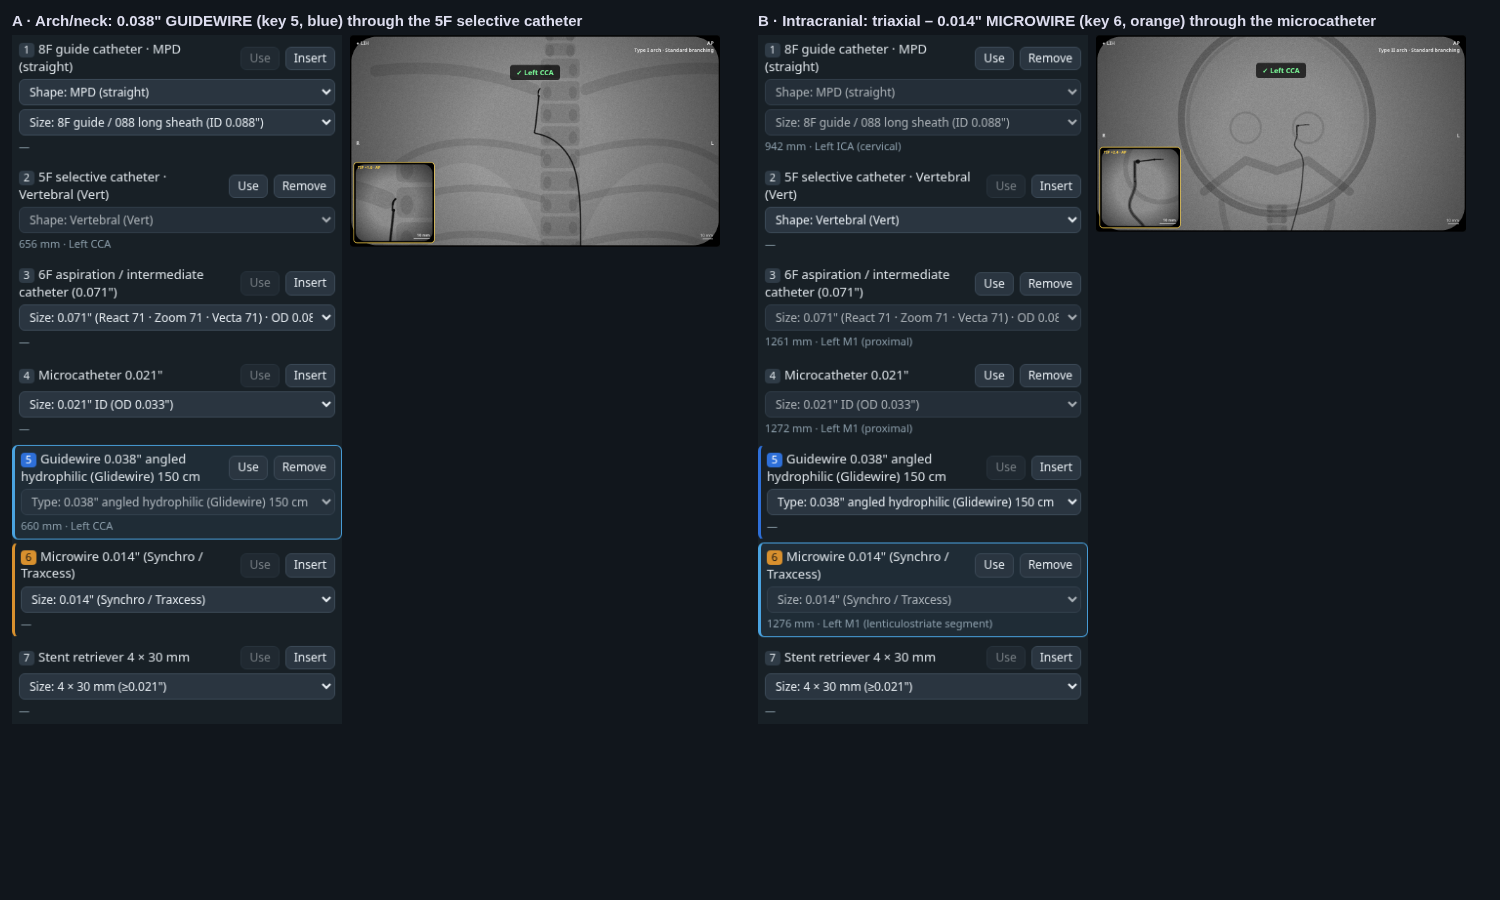 A · Arch/neck: 0.038" GUIDEWIRE (key 5, blue) through the 5F selective catheter
1 8F guide catheter · MPD
(straight)
Use
Insert
Shape: MPD (straight)
Size: 8F guide / 088 long sheath (ID 0.088")
—
2 5F selective catheter ·
Vertebral (Vert)
Use
Remove
Shape: Vertebral (Vert)
656 mm · Left CCA
3 6F aspiration / intermediate
catheter (0.071")
Use
Insert
Size: 0.071" (React 71 · Zoom 71 · Vecta 71) · OD 0.08
—
4 Microcatheter 0.021"
Use
Insert
Size: 0.021" ID (OD 0.033")
—
5 Guidewire 0.038" angled
hydrophilic (Glidewire) 150 cm
Use
Remove
Type: 0.038" angled hydrophilic (Glidewire) 150 cm
660 mm · Left CCA
6 Microwire 0.014" (Synchro /
Traxcess)
Use
Insert
Size: 0.014" (Synchro / Traxcess)
—
7 Stent retriever 4 × 30 mm
Use
Insert
Size: 4 × 30 mm (≥0.021")
—
AP
Type I arch · Standard branching
✓ Left CCA
R
L
B · Intracranial: triaxial – 0.014" MICROWIRE (key 6, orange) through the microcatheter
1 8F guide catheter · MPD
(straight)
Use
Remove
Shape: MPD (straight)
Size: 8F guide / 088 long sheath (ID 0.088")
942 mm · Left ICA (cervical)
2 5F selective catheter · Vertebral
(Vert)
Use
Insert
Shape: Vertebral (Vert)
—
3 6F aspiration / intermediate
catheter (0.071")
Use
Remove
Size: 0.071" (React 71 · Zoom 71 · Vecta 71) · OD 0.08
1261 mm · Left M1 (proximal)
4 Microcatheter 0.021"
Use
Remove
Size: 0.021" ID (OD 0.033")
1272 mm · Left M1 (proximal)
5 Guidewire 0.038" angled
hydrophilic (Glidewire) 150 cm
Use
Insert
Type: 0.038" angled hydrophilic (Glidewire) 150 cm
—
6 Microwire 0.014" (Synchro /
Traxcess)
Use
Remove
Size: 0.014" (Synchro / Traxcess)
1276 mm · Left M1 (lenticulostriate segment)
7 Stent retriever 4 × 30 mm
Use
Insert
Size: 4 × 30 mm (≥0.021")
—
AP
✓ Left CCA
R
L